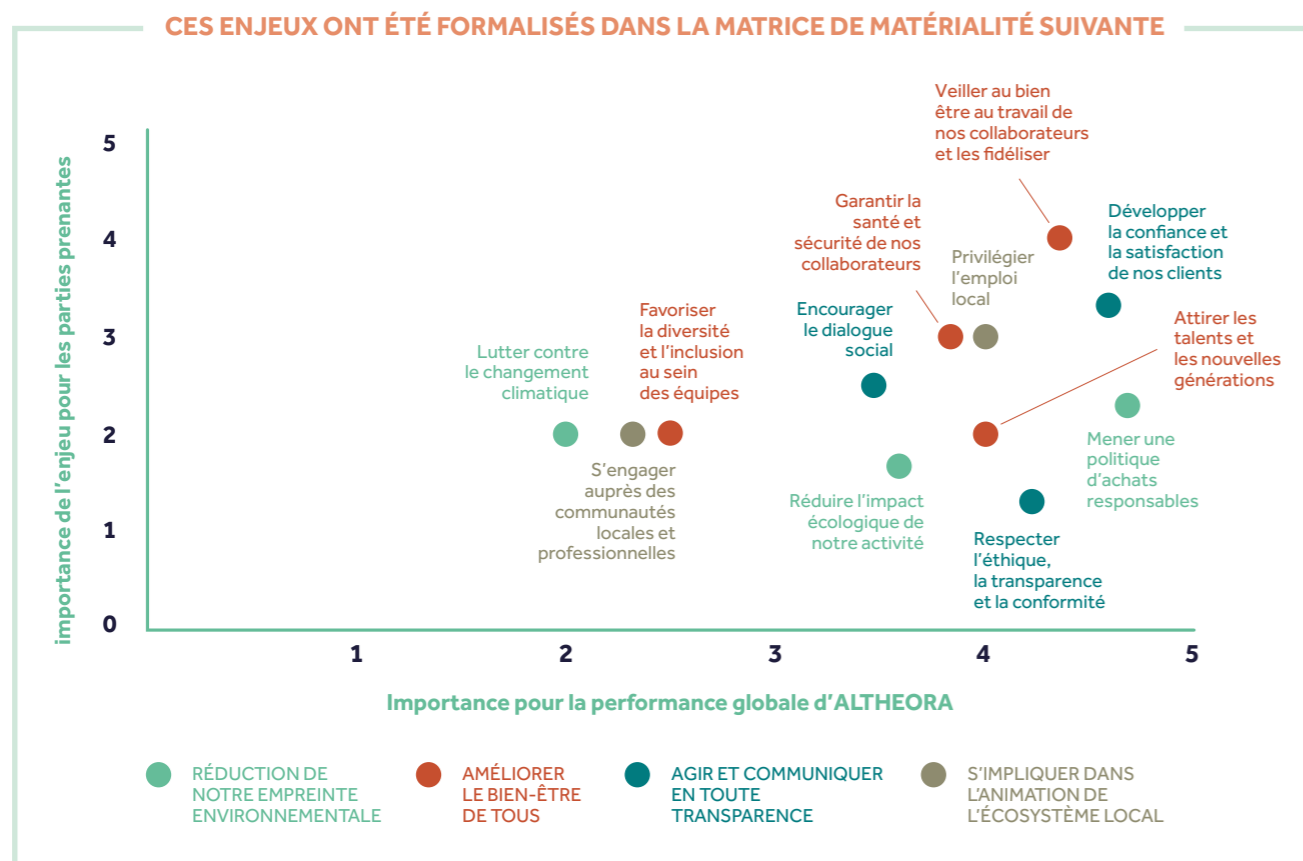 CES ENJEUX ONT ÉTÉ FORMALISÉS DANS LA MATRICE DE MATÉRIALITÉ SUIVANTE
importance de l'enjeu pour les parties prenantes
5
4
3
2
1
0
Veiller au bien
être au travail de
nos collaborateurs
et les fidéliser
Garantir la
santé et
sécurité de nos
collaborateurs
Privilégier
l'emploi
local
Développer
la confiance et
la satisfaction
de nos clients
Encourager
le dialogue
social
Favoriser
la diversité
et l'inclusion
au sein
des équipes
Lutter contre
le changement
climatique
Attirer les
talents et
les nouvelles
générations
S'engager
auprès des
communautés
locales et
professionnelles
Réduire l'impact
écologique de
notre activité
Mener une
politique
d'achats
responsables
Respecter
l'éthique,
la transparence
et la conformité
1
2
3
4
5
Importance pour la performance globale d'ALTHEORA
RÉDUCTION DE
NOTRE EMPREINTE
ENVIRONNEMENTALE
AMÉLIORER
LE BIEN-ÊTRE
DE TOUS
AGIR ET COMMUNIQUER
EN TOUTE
TRANSPARENCE
S'IMPLIQUER DANS
L'ANIMATION DE
L'ÉCOSYSTÈME LOCAL